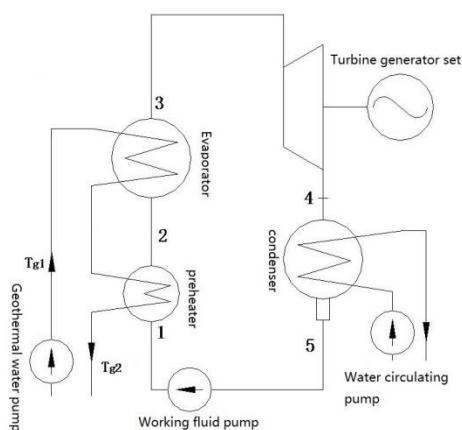 Turbine generator set
3
Evaporator
4
condenser
2
Tg1
preheater
Geothermal water pump
1
5
Tg2
Water circulating
pump
Working fluid pump